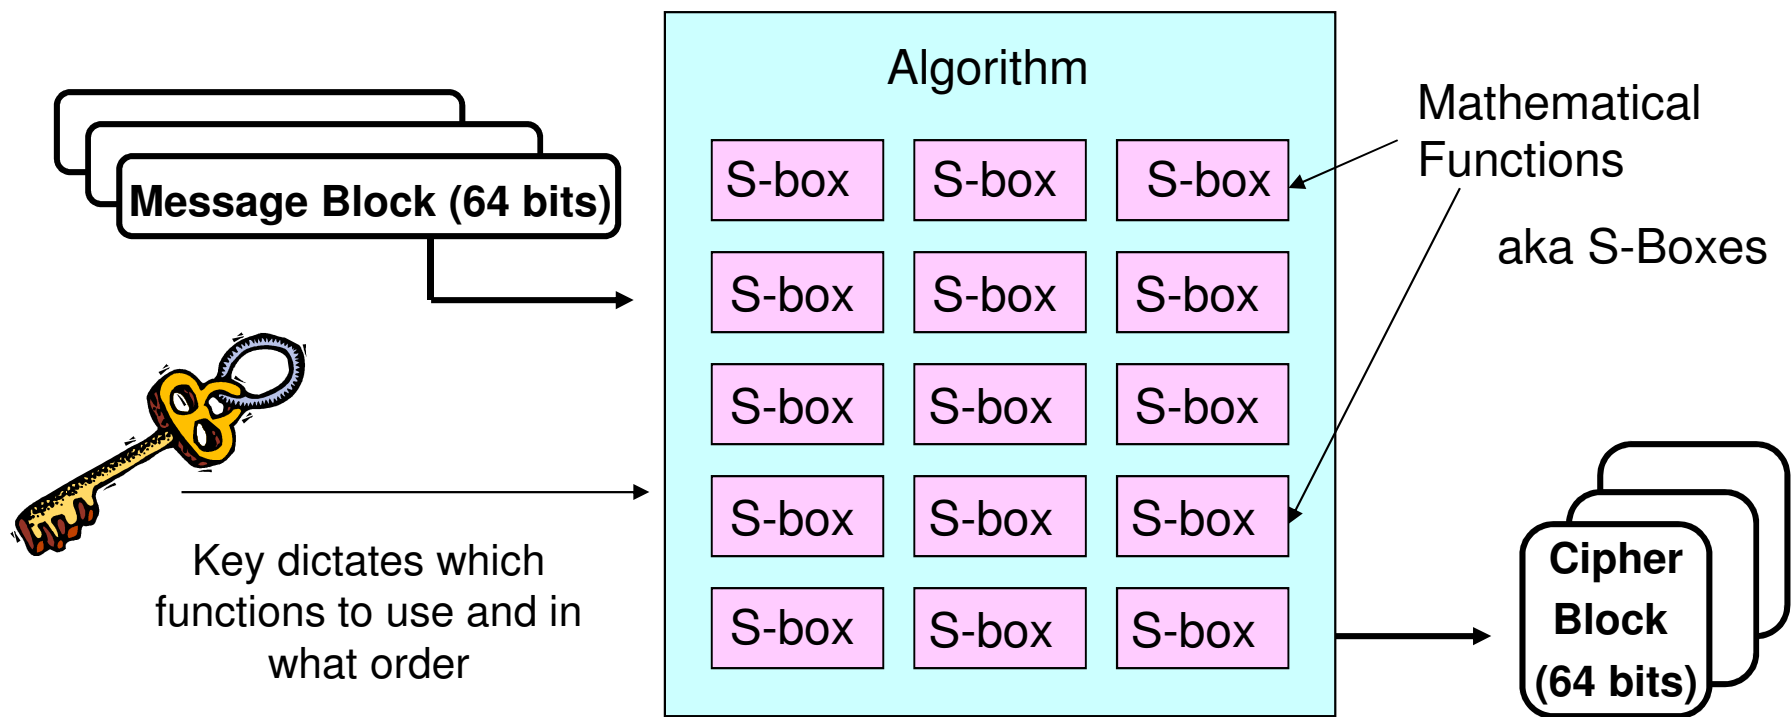 Algorithm
Message Block (64 bits)
S-box S-box S-box
S-box S-box S-box
S-box S-box S-box
S-box S-box S-box
S-box S-box S-box
Mathematical
Functions
aka S-Boxes
Key dictates which
functions to use and in
what order
Cipher
Block
(64 bits)